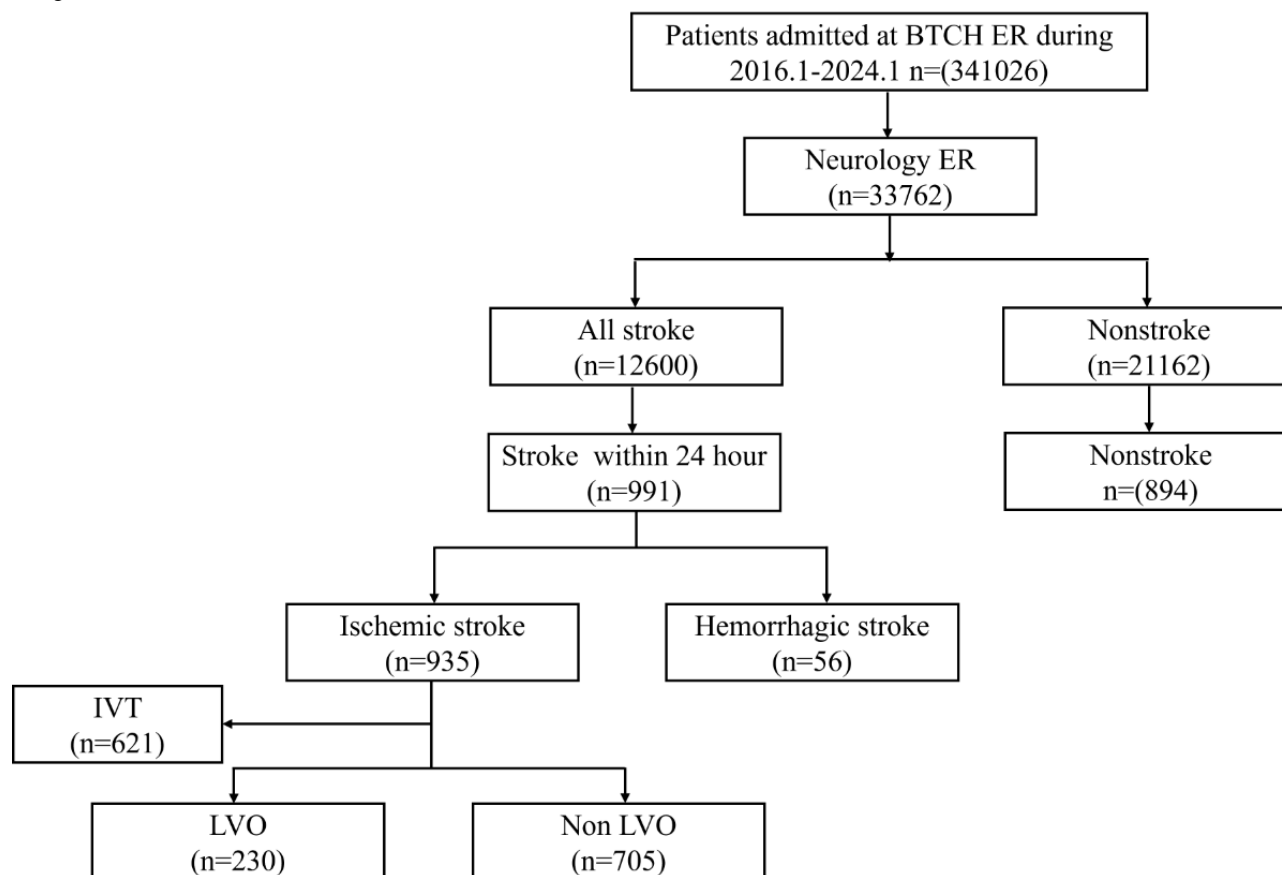 Patients admitted at BTCH ER during
2016.1-2024.1 n=(341026)
Neurology ER
(n=33762)
All stroke
(n=12600)
Nonstroke
(n=21162)
Stroke within 24 hour
(n=991)
Nonstroke
n=(894)
Ischemic stroke
(n=935)
Hemorrhagic stroke
(n=56)
IVT
(n=621)
LVO
(n=230)
Non LVO
(n=705)